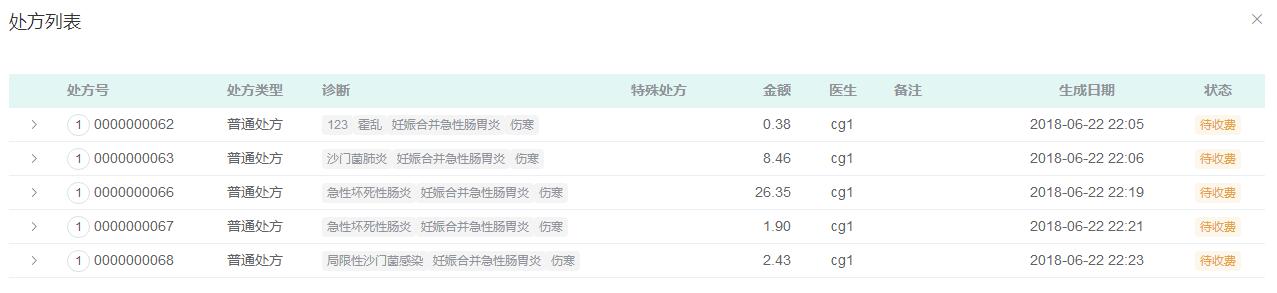 处方列表
处方号 处方类型 诊断 特殊处方 金额 医生 备注 生成日期 状态
1 0000000062 普通处方 123 霍乱 妊娠合并急性肠胃炎 伤寒 0.38 cg1 2018-06-22 22:05 待收费
1 0000000063 普通处方 沙门菌肺炎 妊娠合并急性肠胃炎 伤寒 8.46 cg1 2018-06-22 22:06 待收费
1 0000000066 普通处方 急性坏死性肠炎 妊娠合并急性肠胃炎 伤寒 26.35 cg1 2018-06-22 22:19 待收费
1 0000000067 普通处方 急性坏死性肠炎 妊娠合并急性肠胃炎 伤寒 1.90 cg1 2018-06-22 22:21 待收费
1 0000000068 普通处方 局限性沙门菌感染 妊娠合并急性肠胃炎 伤寒 2.43 cg1 2018-06-22 22:23 待收费